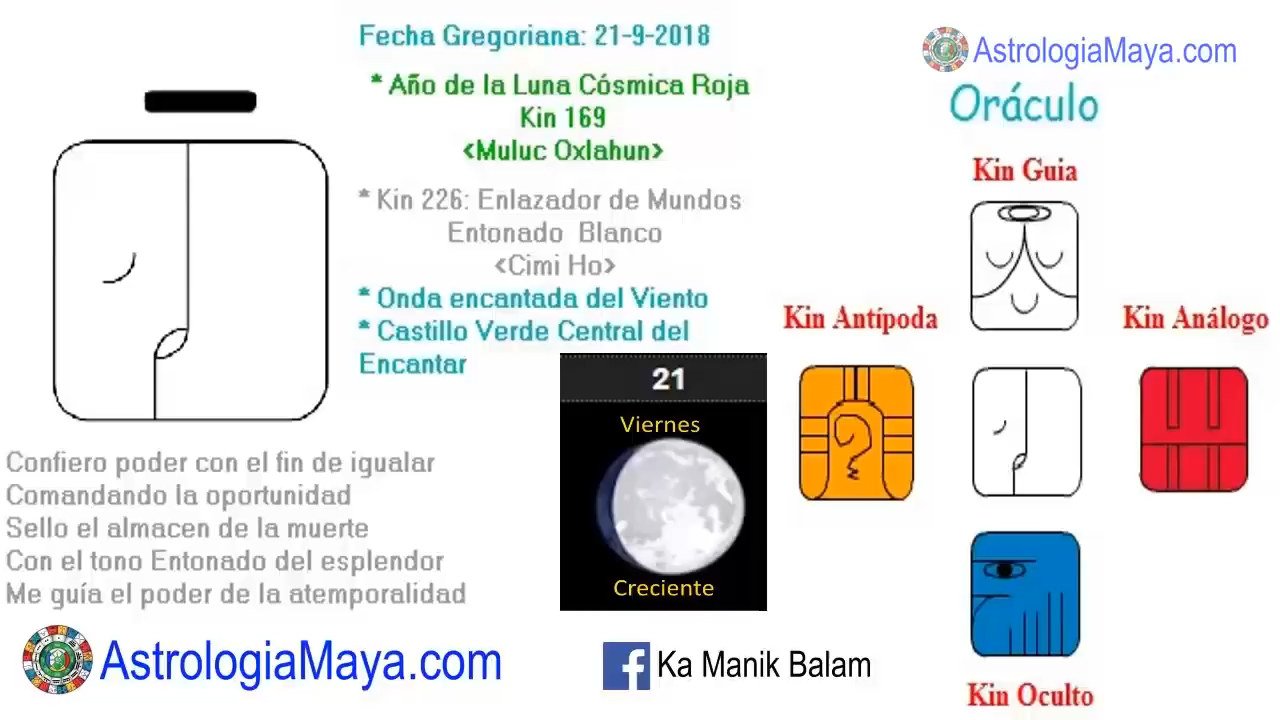 Fecha Gregoriana: 21-9-2018
* Año de la Luna Cósmica Roja
Kin 169
<Muluc Oxlahun>
* Kin 226: Enlazador de Mundos
Entonado Blanco
<Cimi Ho>
* Onda encantada del Viento
* Castillo Verde Central del
Encantar
21
Viernes
Creciente
Confiero poder con el fin de igualar
Comandando la oportunidad
Sello el almacen de la muerte
Con el tono Entonado del esplendor
Me guía el poder de la atemporalidad
AstrologiaMaya.com
Ka Manik Balam
AstrologiaMaya.com
Oráculo
Kin Guia
Kin Antípoda
Kin Análogo
Kin Oculto